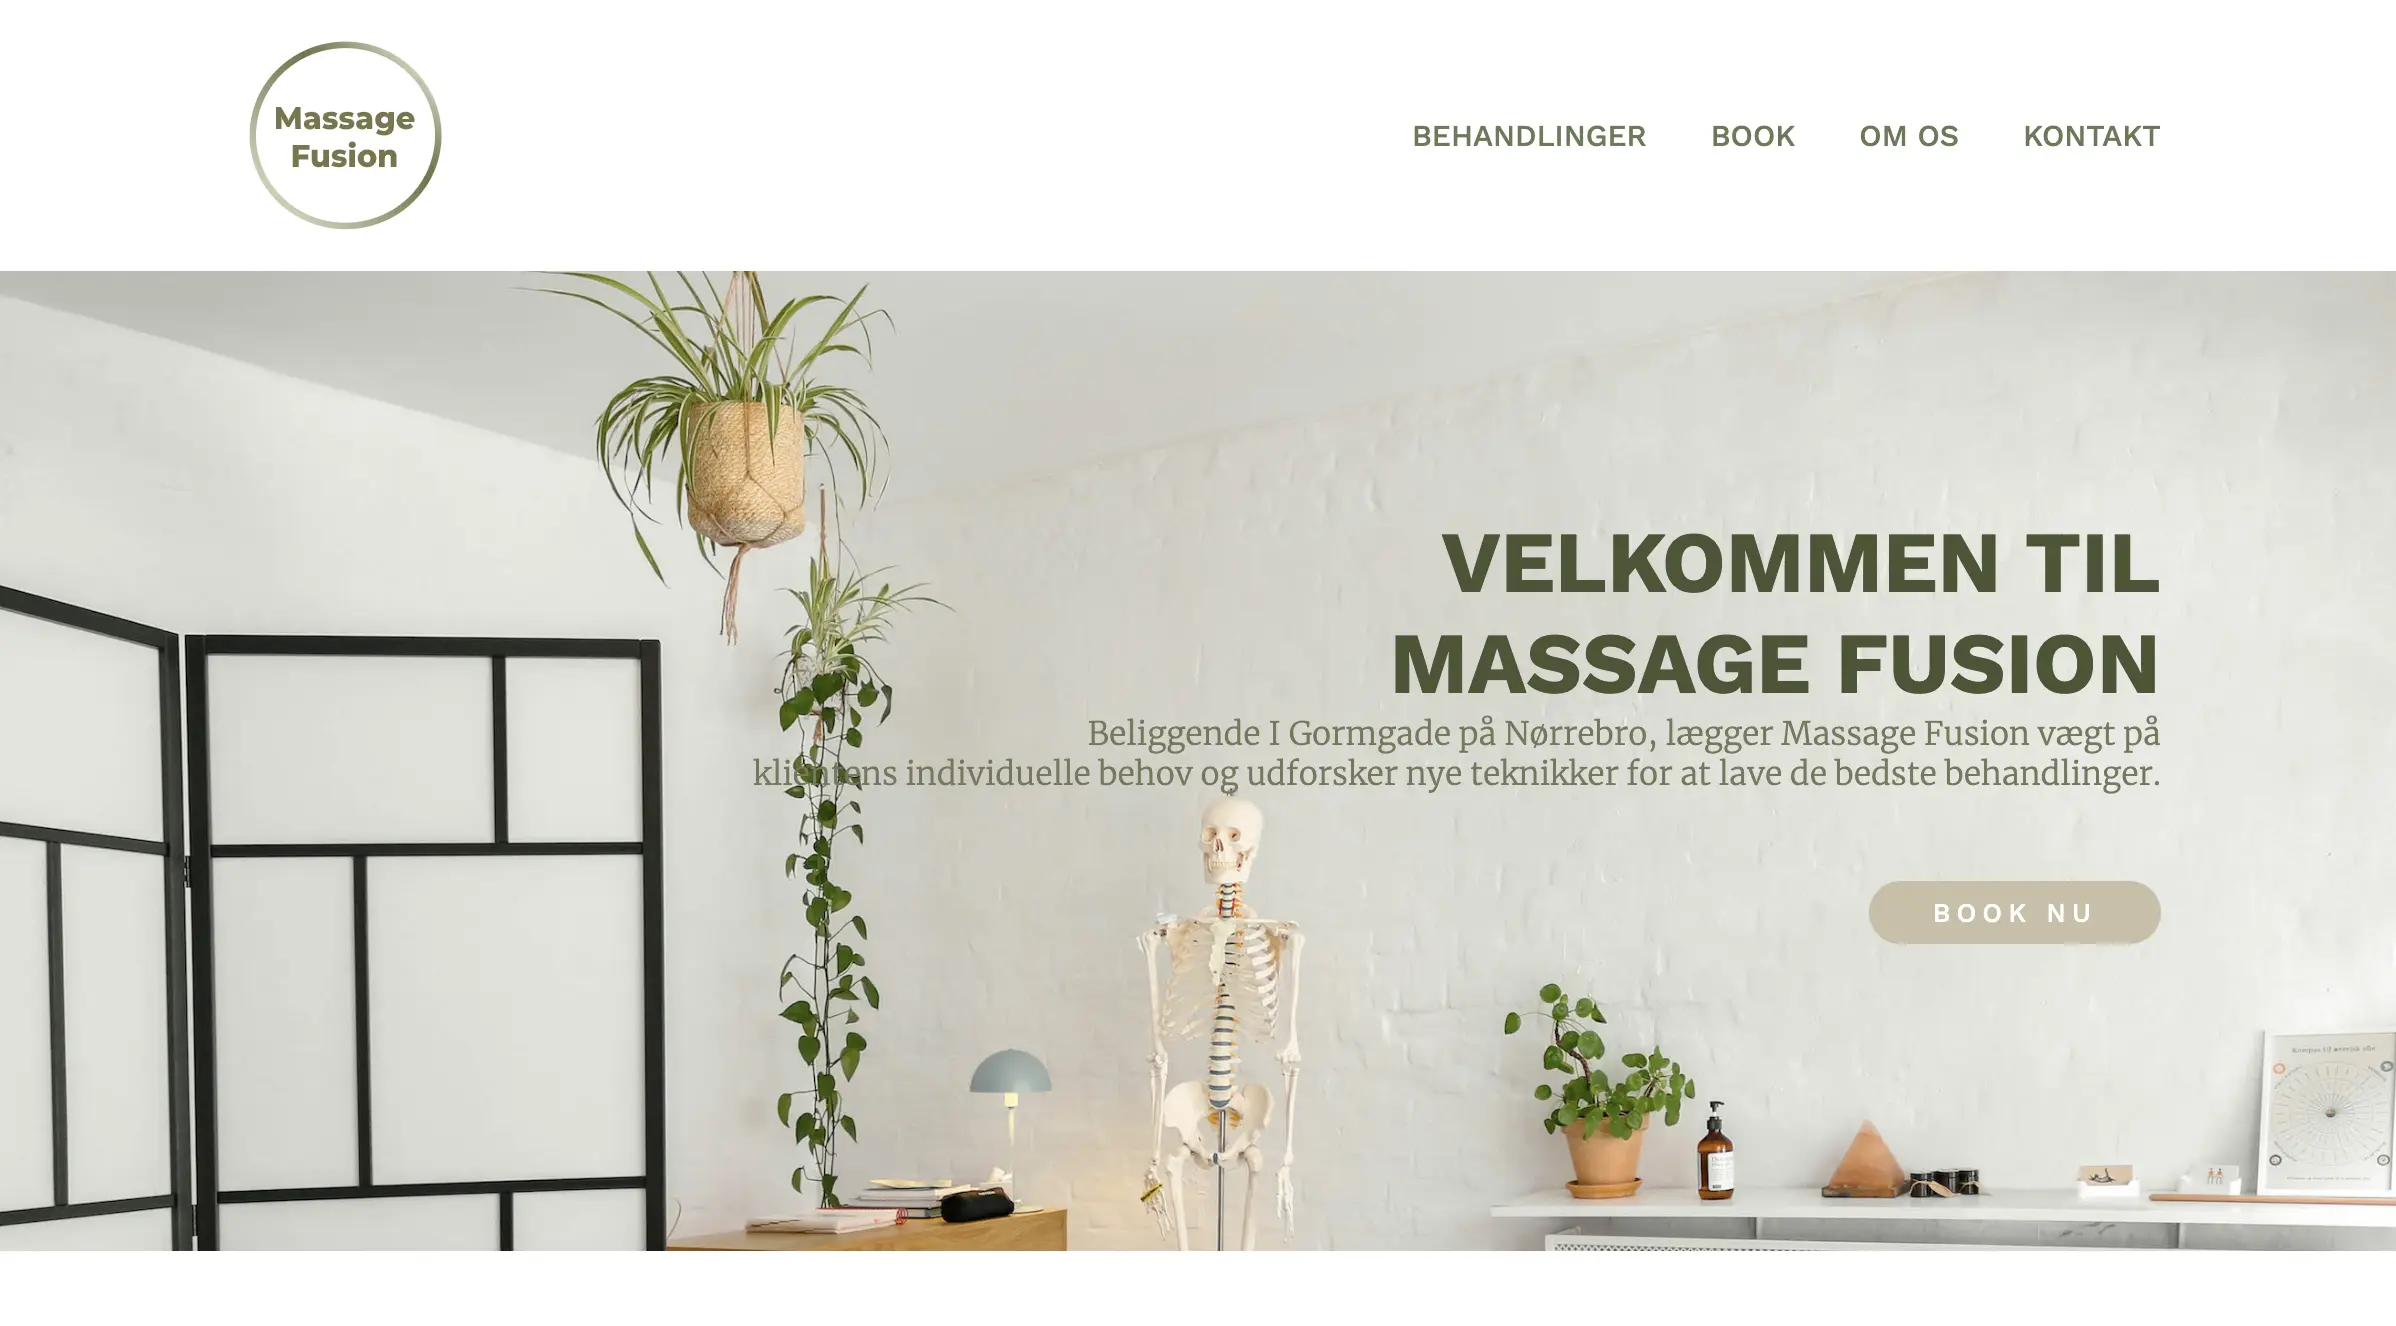 Massage
Fusion
BEHANDLINGER BOOK OM OS KONTAKT
VELKOMMEN TIL
MASSAGE FUSION
Beliggende I Gormgade på Nørrebro, lægger Massage Fusion vægt på
klientens individuelle behov og udforsker nye teknikker for at lave de bedste behandlinger.
BOOK NU